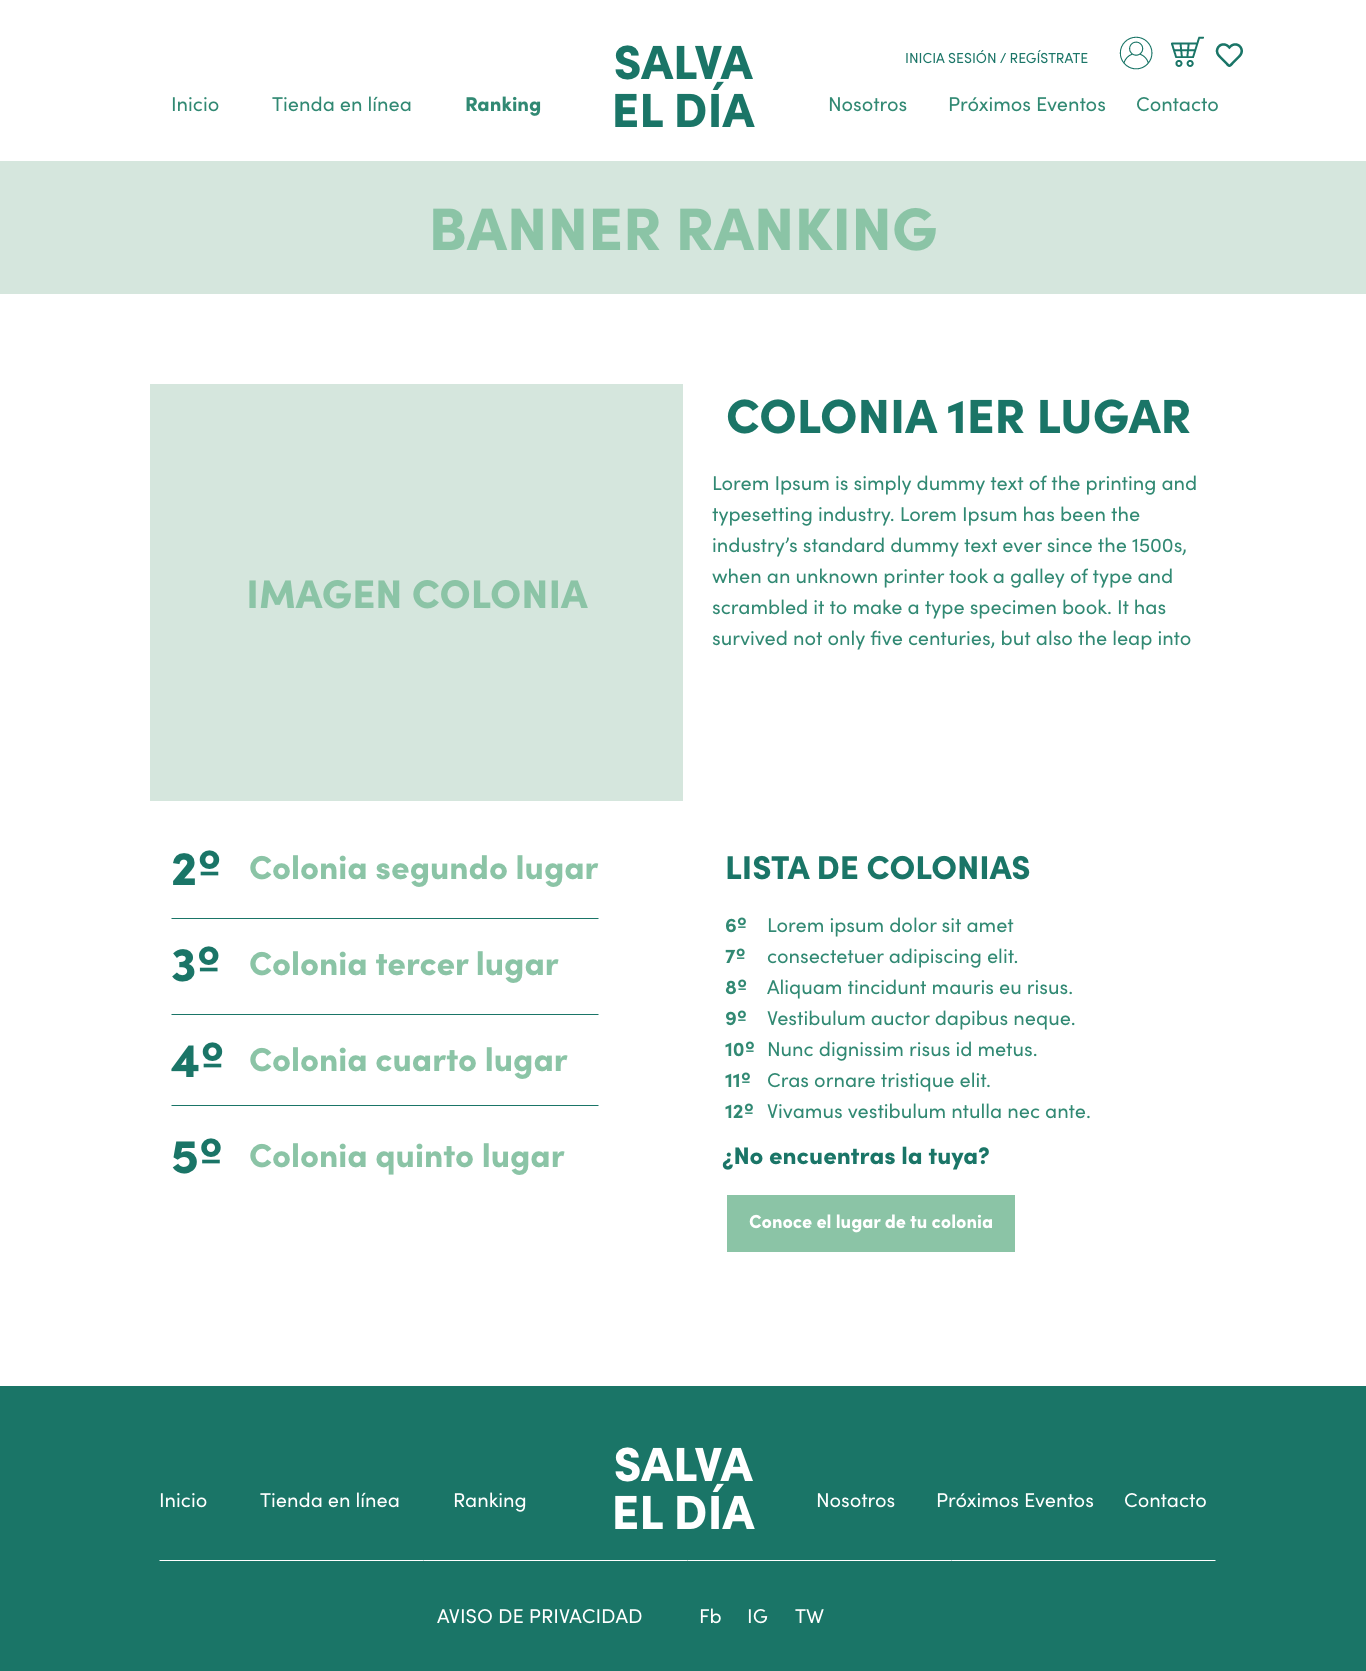 INICIA SESIÓN / REGÍSTRATE
Inicio
Tienda en línea
Ranking
SALVA
EL DÍA
Nosotros
Próximos Eventos
Contacto
BANNER RANKING
IMAGEN COLONIA
COLONIA 1ER LUGAR
Lorem Ipsum is simply dummy text of the printing and
typesetting industry. Lorem Ipsum has been the
industry’s standard dummy text ever since the 1500s,
when an unknown printer took a galley of type and
scrambled it to make a type specimen book. It has
survived not only five centuries, but also the leap into
2º Colonia segundo lugar
3º Colonia tercer lugar
4º Colonia cuarto lugar
5º Colonia quinto lugar
LISTA DE COLONIAS
6º Lorem ipsum dolor sit amet
7º consectetuer adipiscing elit.
8º Aliquam tincidunt mauris eu risus.
9º Vestibulum auctor dapibus neque.
10º Nunc dignissim risus id metus.
11º Cras ornare tristique elit.
12º Vivamus vestibulum ntulla nec ante.
¿No encuentras la tuya?
Conoce el lugar de tu colonia
Inicio
Tienda en línea
Ranking
SALVA
EL DÍA
Nosotros
Próximos Eventos
Contacto
AVISO DE PRIVACIDAD
Fb
IG
TW